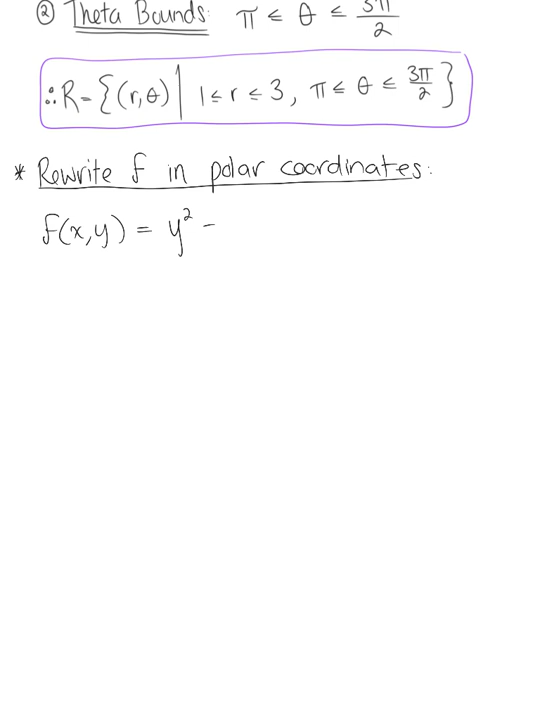 ② Theta Bounds: π ≤ θ ≤ 3π/2
∴ R = {(r,θ) | 1 ≤ r ≤ 3, π ≤ θ ≤ 3π/2}
* Rewrite f in polar coordinates:
f(x,y) = y² -